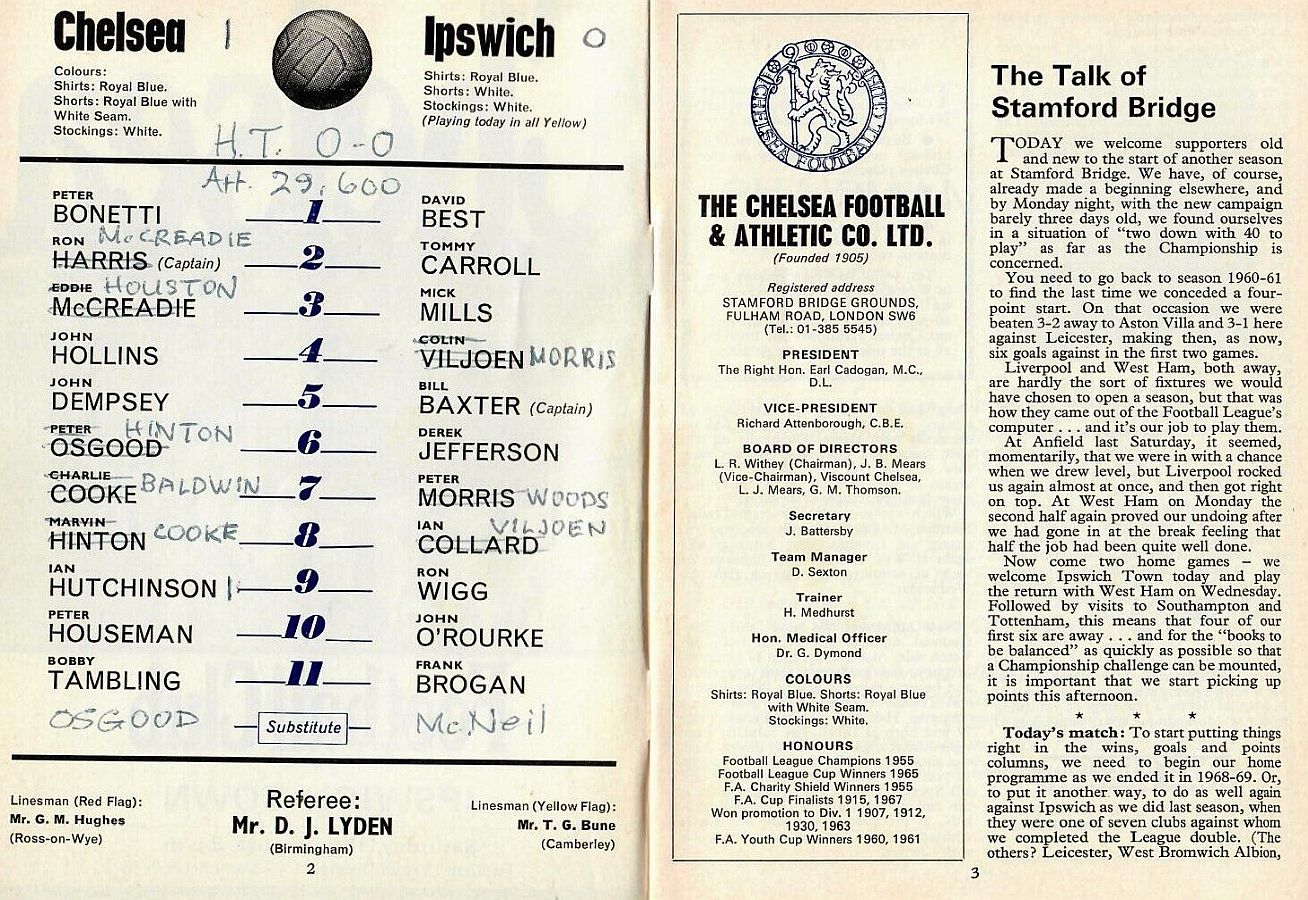 Chelsea 1
Colours:
Shirts: Royal Blue.
Shorts: Royal Blue with
White Seam.
Stockings: White.
Ipswich 0
Shirts: Royal Blue.
Shorts: White.
Stockings: White.
(Playing today in all Yellow)
H.T. 0-0
Att. 29,600
PETER
BONETTI 1 DAVID BEST
RON McCREADIE
HARRIS (Captain) 2 TOMMY CARROLL
EDDIE HOUSTON
McCREADIE 3 MICK MILLS
JOHN
HOLLINS 4 COLIN VILJOEN MORRIS
JOHN
DEMPSEY 5 BILL BAXTER (Captain)
PETER HINTON
OSGOOD 6 DEREK JEFFERSON
CHARLIE
COOKE BALDWIN 7 PETER MORRIS WOODS
MARVIN
HINTON COOKE 8 IAN COLLARD VILJOEN
IAN
HUTCHINSON 1 9 RON WIGG
PETER
HOUSEMAN 10 JOHN O'ROURKE
BOBBY
TAMBLING 11 FRANK BROGAN
OSGOOD Substitute McNeil
Linesman (Red Flag):
Mr. G. M. Hughes
(Ross-on-Wye)
Referee:
Mr. D. J. LYDEN
(Birmingham)
Linesman (Yellow Flag):
Mr. T. G. Bune
(Camberley)
2
CHELSEA FOOTBALL CLUB
THE CHELSEA FOOTBALL
& ATHLETIC CO. LTD.
(Founded 1905)
Registered address
STAMFORD BRIDGE GROUNDS,
FULHAM ROAD, LONDON SW6
(Tel.: 01-385 5545)
PRESIDENT
The Right Hon. Earl Cadogan, M.C.,
D.L.
VICE-PRESIDENT
Richard Attenborough, C.B.E.
BOARD OF DIRECTORS
L. R. Withey (Chairman), J. B. Mears
(Vice-Chairman), Viscount Chelsea,
L. J. Mears, G. M. Thomson.
Secretary
J. Battersby
Team Manager
D. Sexton
Trainer
H. Medhurst
Hon. Medical Officer
Dr. G. Dymond
COLOURS
Shirts: Royal Blue. Shorts: Royal Blue
with White Seam.
Stockings: White.
HONOURS
Football League Champions 1955
Football League Cup Winners 1965
F.A. Charity Shield Winners 1955
F.A. Cup Finalists 1915, 1967
Won promotion to Div. 1 1907, 1912,
1930, 1963
F.A. Youth Cup Winners 1960, 1961
The Talk of
Stamford Bridge
TODAY we welcome supporters old
and new to the start of another season
at Stamford Bridge. We have, of course,
already made a beginning elsewhere, and
by Monday night, with the new campaign
barely three days old, we found ourselves
in a situation of “two down with 40 to
play” as far as the Championship is
concerned.
You need to go back to season 1960-61
to find the last time we conceded a four-
point start. On that occasion we were
beaten 3-2 away to Aston Villa and 3-1 here
against Leicester, making then, as now,
six goals against in the first two games.
Liverpool and West Ham, both away,
are hardly the sort of fixtures we would
have chosen to open a season, but that was
how they came out of the Football League's
computer . . . and it's our job to play them.
At Anfield last Saturday, it seemed,
momentarily, that we were in with a chance
when we drew level, but Liverpool rocked
us again almost at once, and then got right
on top. At West Ham on Monday the
second half again proved our undoing after
we had gone in at the break feeling that
half the job had been quite well done.
Now come two home games – we
welcome Ipswich Town today and play
the return with West Ham on Wednesday.
Followed by visits to Southampton and
Tottenham, this means that four of our
first six are away . . . and for the “books to
be balanced” as quickly as possible so that
a Championship challenge can be mounted,
it is important that we start picking up
points this afternoon.
* * *
Today's match: To start putting things
right in the wins, goals and points
columns, we need to begin our home
programme as we ended it in 1968-69. Or,
to put it another way, to do as well again
against Ipswich as we did last season, when
they were one of seven clubs against whom
we completed the League double. (The
others? Leicester, West Bromwich Albion,
3